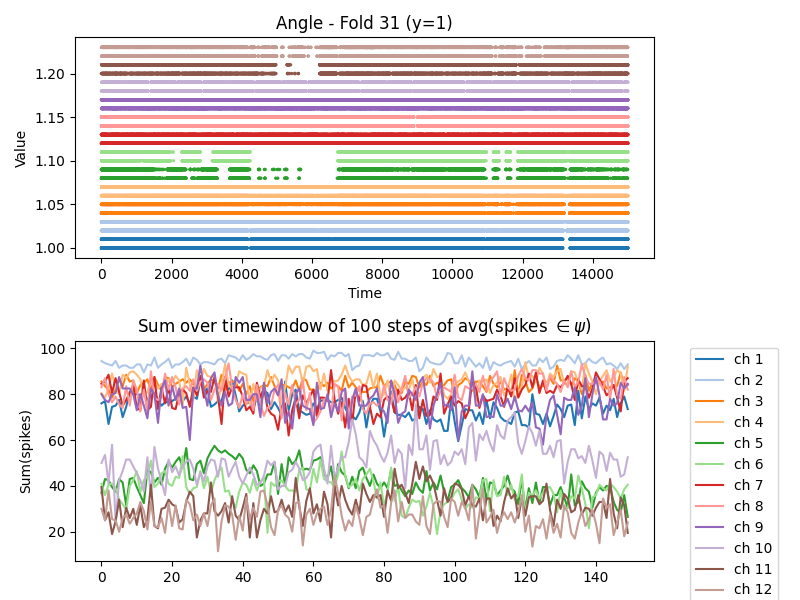 Angle - Fold 31 (y=1)
1.20
1.15
1.10
1.05
1.00
Value
0 2000 4000 6000 8000 10000 12000 14000
Time
Sum over timewindow of 100 steps of avg(spikes ∈ψ)
100
80
60
40
20
Sum(spikes)
0 20 40 60 80 100 120 140
ch 1
ch 2
ch 3
ch 4
ch 5
ch 6
ch 7
ch 8
ch 9
ch 10
ch 11
ch 12